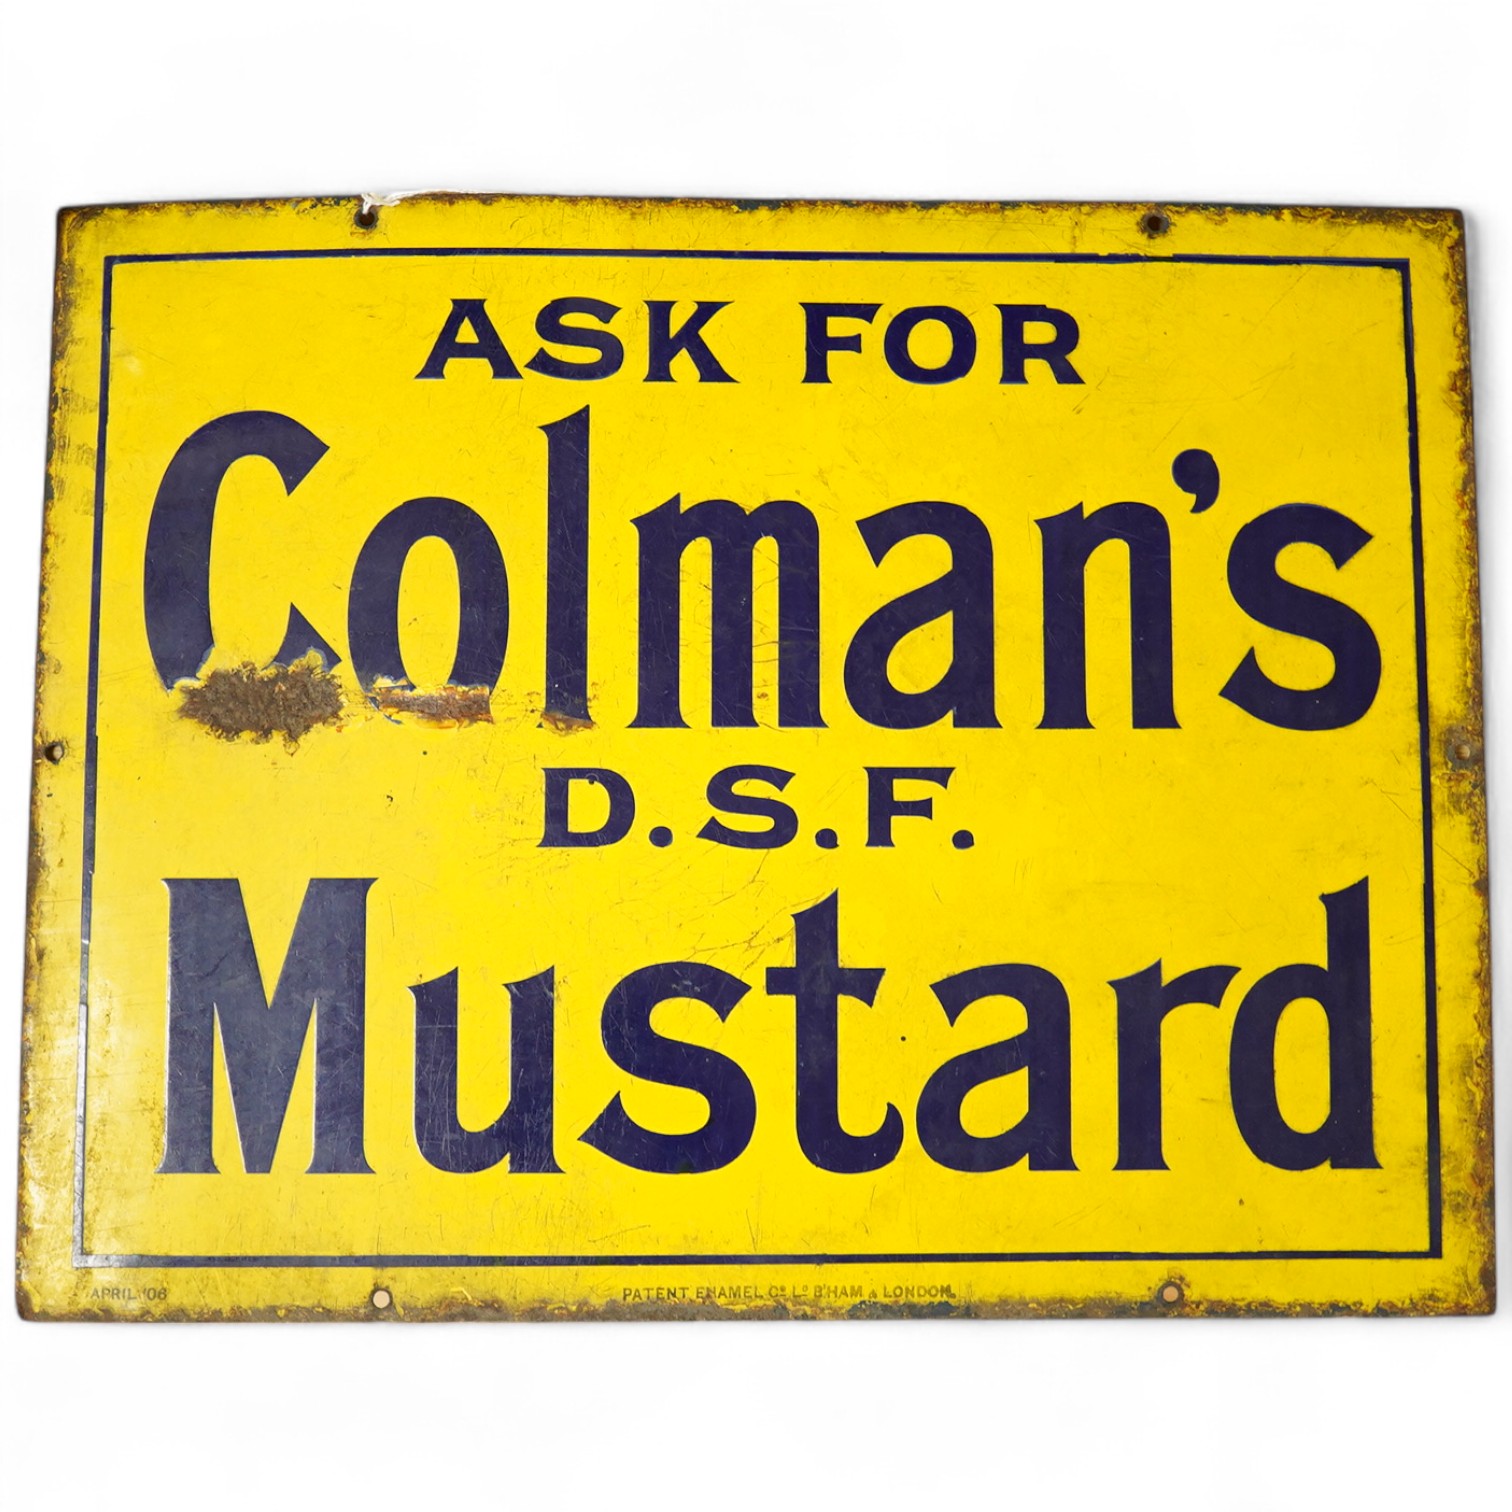 ASK FOR
Colman's
D.S.F.
Mustard
APRIL '06
PATENT ENAMEL Co Ld B'HAM & LONDON.